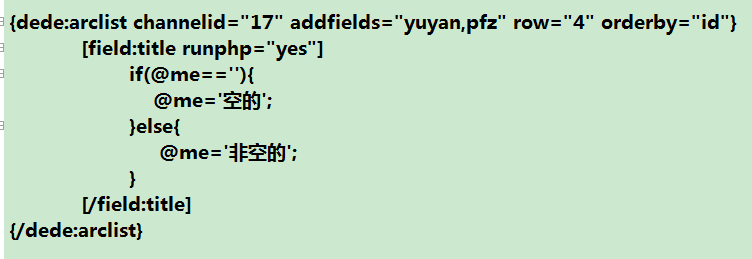 {dede:arclist channelid="17" addfields="yuyan,pfz" row="4" orderby="id"}
[field:title runphp="yes"]
if(@me==''){
@me='空的';
}else{
@me='非空的';
}
[/field:title]
{/dede:arclist}